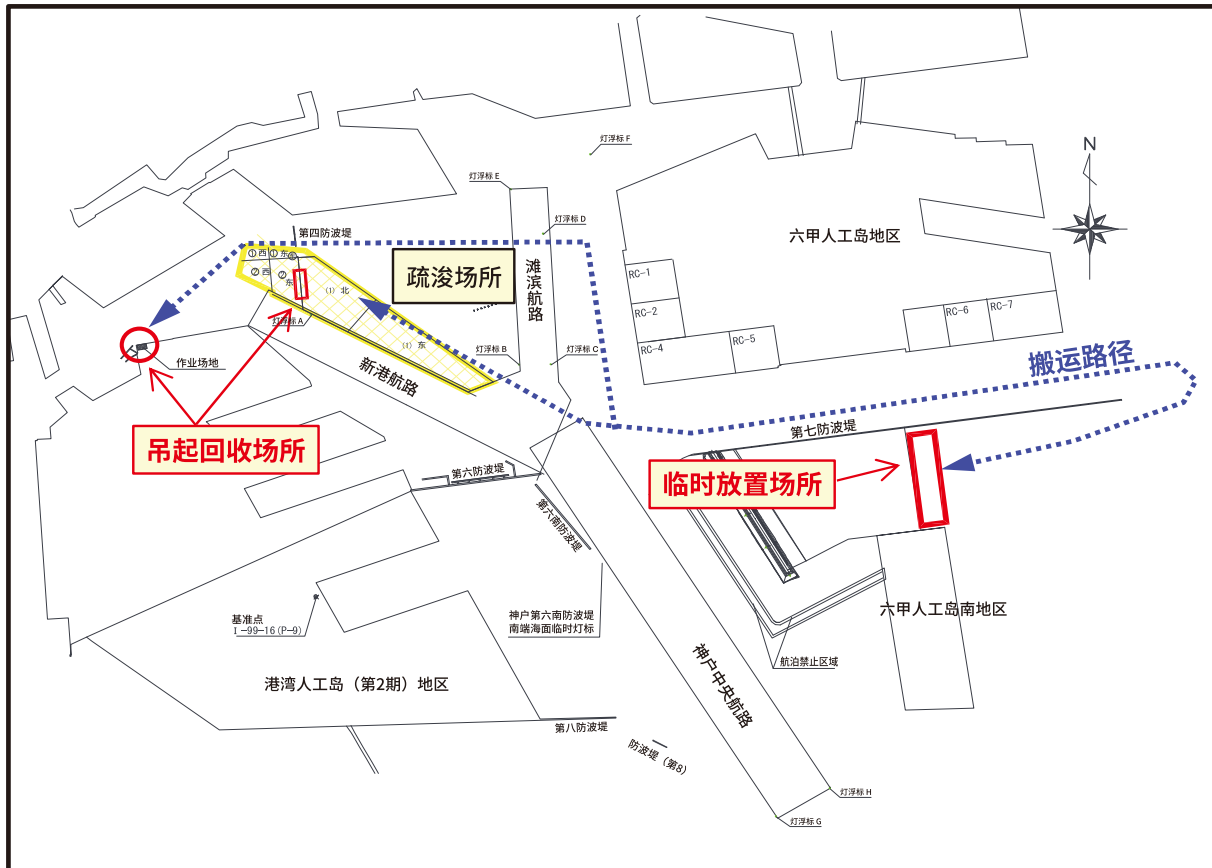 灯浮标 F
N
灯浮标 E
灯浮标 D
第四防波堤
六甲人工岛地区
①西
①东
②西
②
东
(1) 北
疏浚场所
滩滨航路
RC-1
RC-2
RC-6
RC-7
灯浮标 A
(1) 东
灯浮标 B
灯浮标 C
RC-4
RC-5
作业场地
新港航路
搬运路径
吊起回收场所
第七防波堤
第六防波堤
临时放置场所
第六南防波堤
基准点
I-99-16(P-9)
神户第六南防波堤
南端海面临时灯标
六甲人工岛南地区
航泊禁止区域
港湾人工岛（第2期）地区
神户中央航路
第八防波堤
防波堤（第8）
灯浮标 H
灯浮标 G